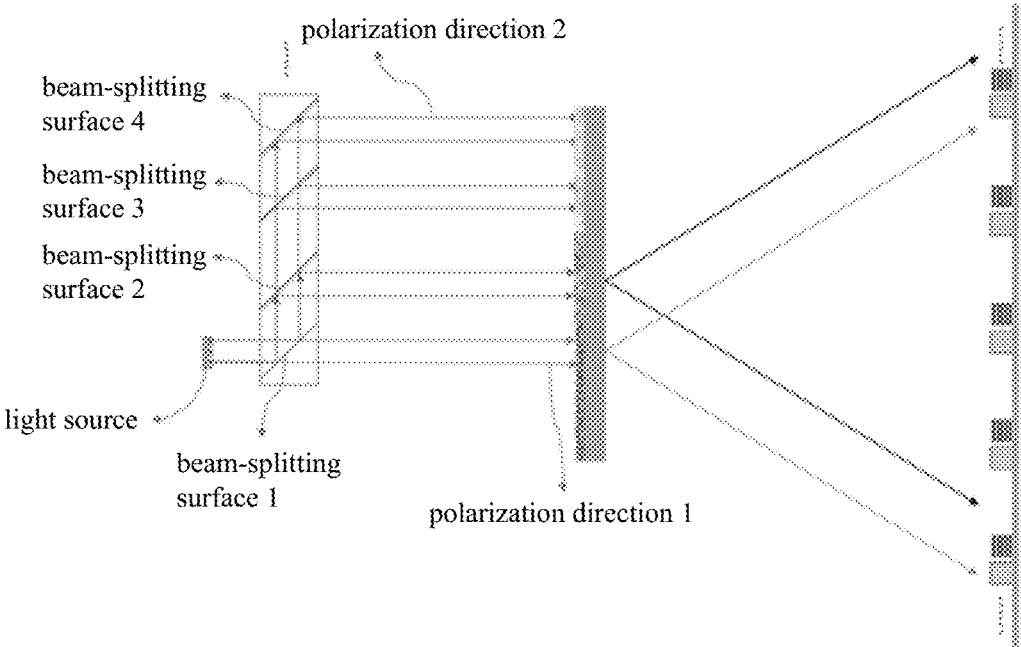 polarization direction 2
beam-splitting
surface 4
beam-splitting
surface 3
beam-splitting
surface 2
light source
beam-splitting
surface 1
polarization direction 1